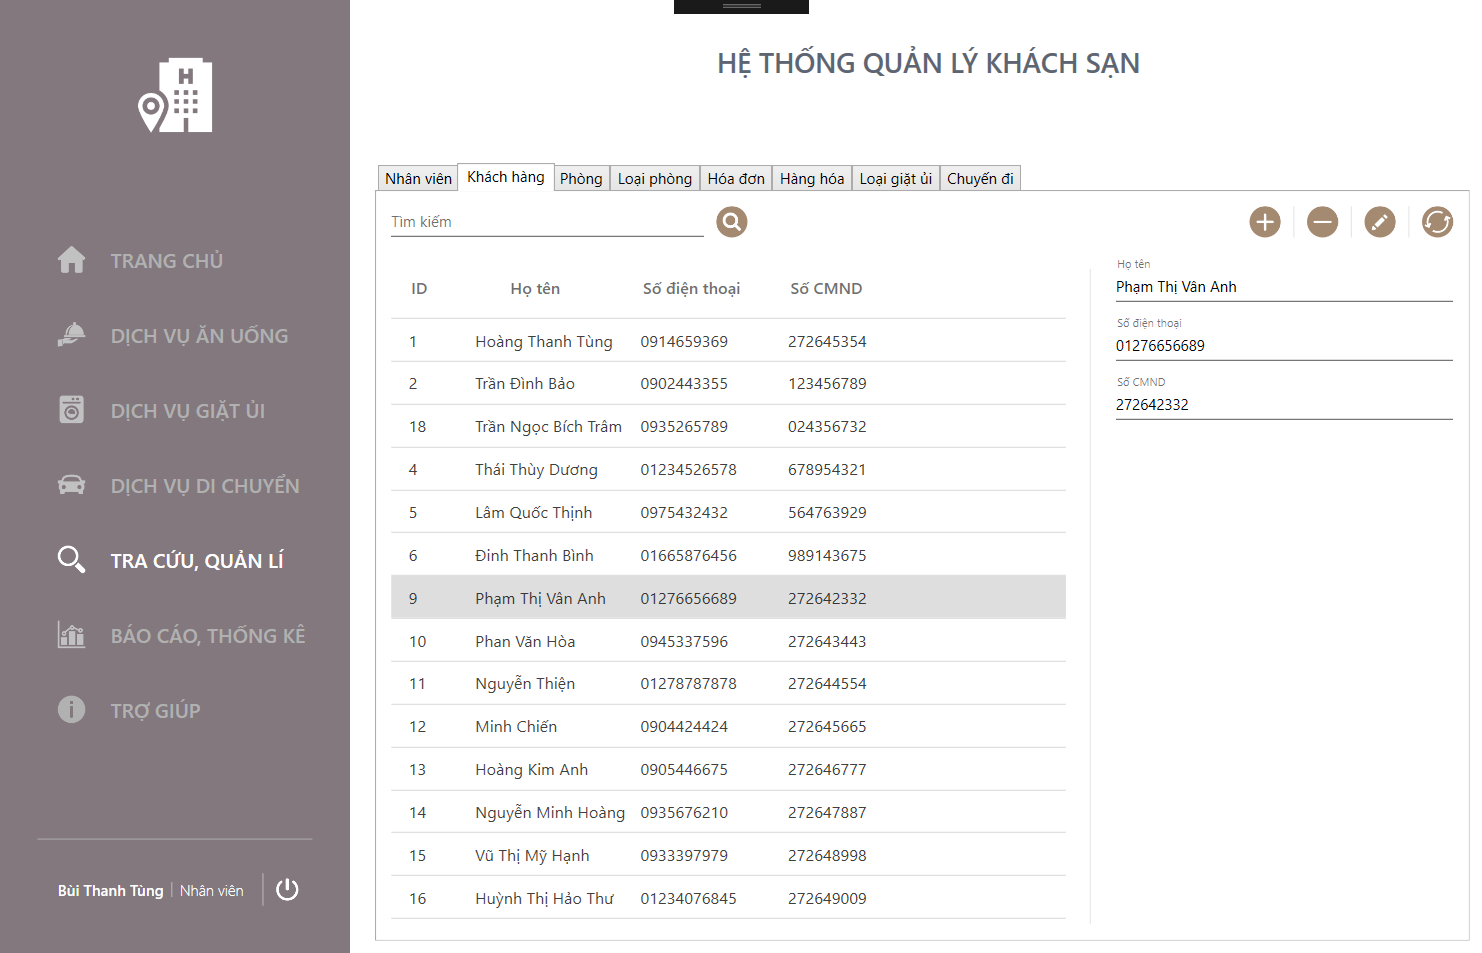 H
HỆ THỐNG QUẢN LÝ KHÁCH SẠN
TRANG CHỦ
DỊCH VỤ ĂN UỐNG
DỊCH VỤ GIẶT ỦI
DỊCH VỤ DI CHUYỂN
TRA CỨU, QUẢN LÍ
BÁO CÁO, THỐNG KÊ
TRỢ GIÚP
Bùi Thanh Tùng | Nhân viên
Nhân viên Khách hàng Phòng Loại phòng Hóa đơn Hàng hóa Loại giặt ủi Chuyến đi
Tìm kiếm
ID Họ tên Số điện thoại Số CMND
1 Hoàng Thanh Tùng 0914659369 272645354
2 Trần Đình Bảo 0902443355 123456789
18 Trần Ngọc Bích Trâm 0935265789 024356732
4 Thái Thùy Dương 01234526578 678954321
5 Lâm Quốc Thịnh 0975432432 564763929
6 Đinh Thanh Bình 01665876456 989143675
9 Phạm Thị Vân Anh 01276656689 272642332
10 Phan Văn Hòa 0945337596 272643443
11 Nguyễn Thiện 01278787878 272644554
12 Minh Chiến 0904424424 272645665
13 Hoàng Kim Anh 0905446675 272646777
14 Nguyễn Minh Hoàng 0935676210 272647887
15 Vũ Thị Mỹ Hạnh 0933397979 272648998
16 Huỳnh Thị Hảo Thư 01234076845 272649009
Họ tên
Phạm Thị Vân Anh
Số điện thoại
01276656689
Số CMND
272642332